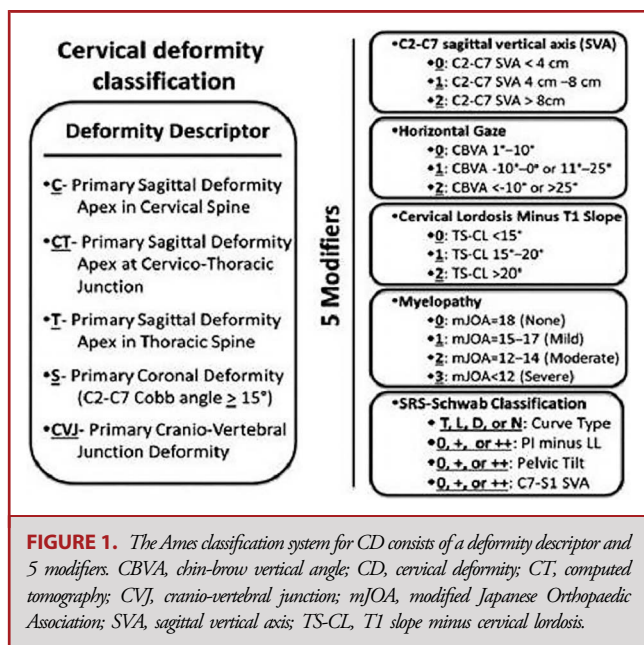 Cervical deformity
classification
Deformity Descriptor
•C- Primary Sagittal Deformity
Apex in Cervical Spine
•CT- Primary Sagittal Deformity
Apex at Cervico-Thoracic
Junction
•T- Primary Sagittal Deformity
Apex in Thoracic Spine
•S- Primary Coronal Deformity
(C2-C7 Cobb angle ≥ 15°)
•CVJ- Primary Cranio-Vertebral
Junction Deformity
5 Modifiers
•C2-C7 sagittal vertical axis (SVA)
•0: C2-C7 SVA < 4 cm
•1: C2-C7 SVA 4 cm –8 cm
•2: C2-C7 SVA > 8cm
•Horizontal Gaze
•0: CBVA 1°–10°
•1: CBVA -10°–0° or 11°–25°
•2: CBVA <-10° or >25°
•Cervical Lordosis Minus T1 Slope
•0: TS-CL <15°
•1: TS-CL 15°–20°
•2: TS-CL >20°
•Myelopathy
•0: mJOA=18 (None)
•1: mJOA=15–17 (Mild)
•2: mJOA=12–14 (Moderate)
•3: mJOA<12 (Severe)
•SRS-Schwab Classification
•T, L, D, or N: Curve Type
•0, +, or ++: PI minus LL
•0, +, or ++: Pelvic Tilt
•0, +, or ++: C7-S1 SVA
FIGURE 1. The Ames classification system for CD consists of a deformity descriptor and
5 modifiers. CBVA, chin-brow vertical angle; CD, cervical deformity; CT, computed
tomography; CVJ, cranio-vertebral junction; mJOA, modified Japanese Orthopaedic
Association; SVA, sagittal vertical axis; TS-CL, T1 slope minus cervical lordosis.